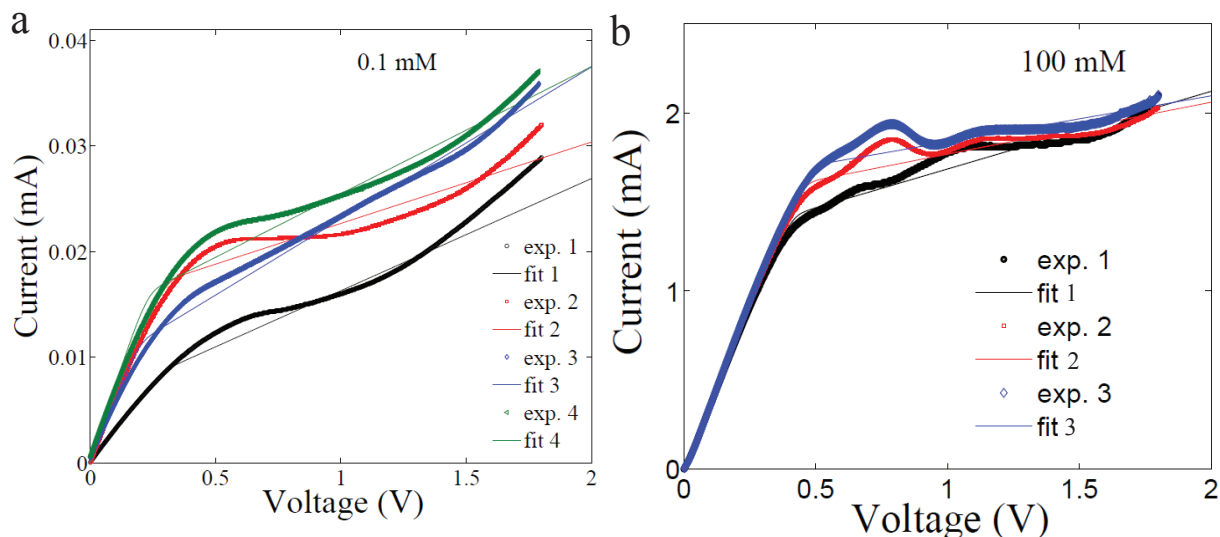 a
0.1 mM
0.04
0.03
0.02
0.01
0
Current (mA)
exp. 1
fit 1
exp. 2
fit 2
exp. 3
fit 3
exp. 4
fit 4
0 0.5 1 1.5 2
Voltage (V)
b
100 mM
2
1
0
Current (mA)
exp. 1
fit 1
exp. 2
fit 2
exp. 3
fit 3
0 0.5 1 1.5 2
Voltage (V)